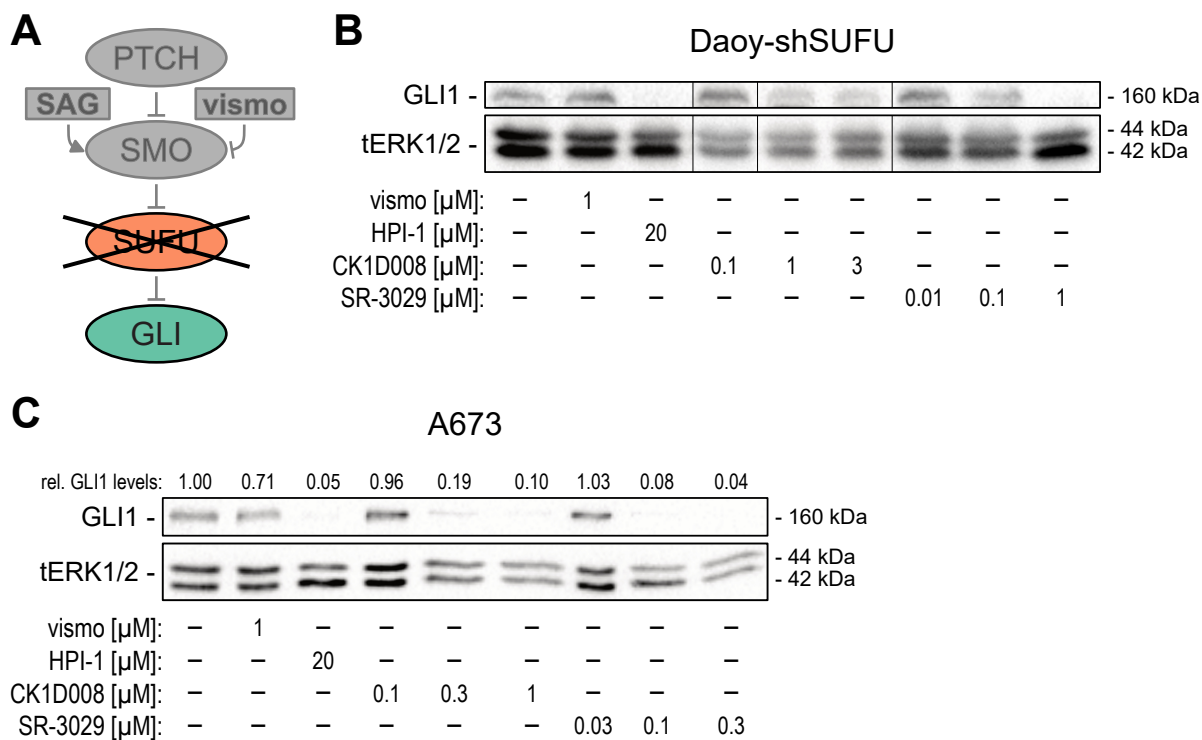 A
PTCH
SAG vismo
SMO
SUFU
GLI
B
Daoy-shSUFU
GLI1 - - 160 kDa
tERK1/2 - - 44 kDa
- 42 kDa
vismo [µM]: – 1 – – – – – – –
HPI-1 [µM]: – – 20 – – – – – –
CK1D008 [µM]: – – – 0.1 1 3 – – –
SR-3029 [µM]: – – – – – – 0.01 0.1 1
C
A673
rel. GLI1 levels: 1.00 0.71 0.05 0.96 0.19 0.10 1.03 0.08 0.04
GLI1 - - 160 kDa
tERK1/2 - - 44 kDa
- 42 kDa
vismo [µM]: – 1 – – – – – – –
HPI-1 [µM]: – – 20 – – – – – –
CK1D008 [µM]: – – – 0.1 0.3 1 – – –
SR-3029 [µM]: – – – – – – 0.03 0.1 0.3